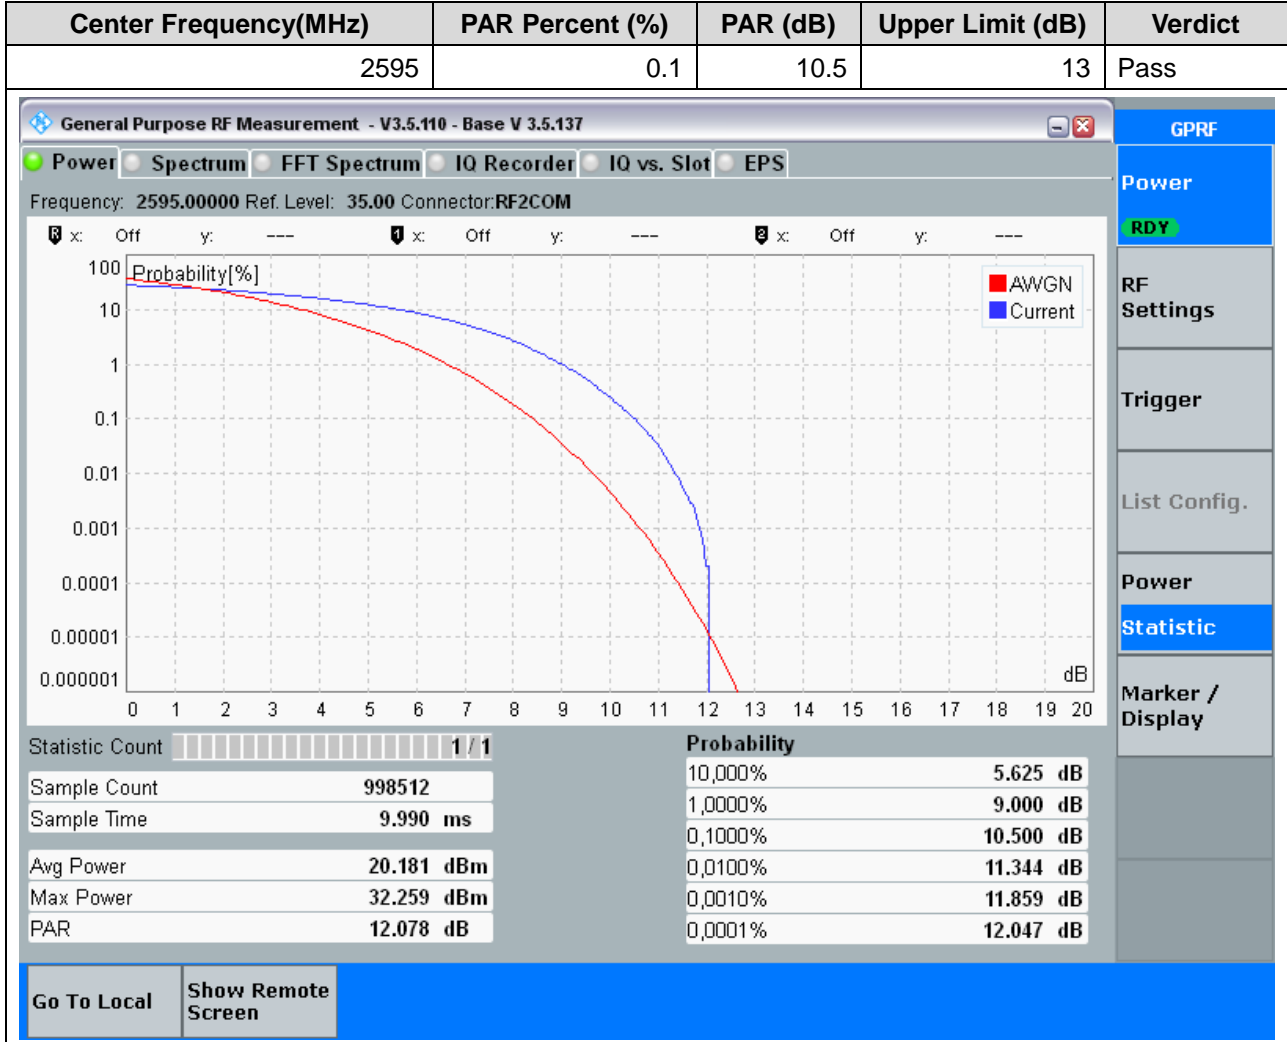 Center Frequency(MHz) PAR Percent (%) PAR (dB) Upper Limit (dB) Verdict
2595 0.1 10.5 13 Pass
General Purpose RF Measurement - V3.5.110 - Base V 3.5.137
GPRF
Power Spectrum FFT Spectrum IQ Recorder IQ vs. Slot EPS
Frequency: 2595.00000 Ref. Level: 35.00 Connector:RF2COM
R x: Off y: --- 1 x: Off y: --- 2 x: Off y: ---
Probability[%]
AWGN
Current
100
10
1
0.1
0.01
0.001
0.0001
0.00001
0.000001
dB
0 1 2 3 4 5 6 7 8 9 10 11 12 13 14 15 16 17 18 19 20
Statistic Count 1 / 1
Sample Count 998512
Sample Time 9.990 ms
Avg Power 20.181 dBm
Max Power 32.259 dBm
PAR 12.078 dB
Probability
10,000% 5.625 dB
1,0000% 9.000 dB
0,1000% 10.500 dB
0,0100% 11.344 dB
0,0010% 11.859 dB
0,0001% 12.047 dB
Power
RDY
RF
Settings
Trigger
List Config.
Power
Statistic
Marker /
Display
Go To Local
Show Remote
Screen